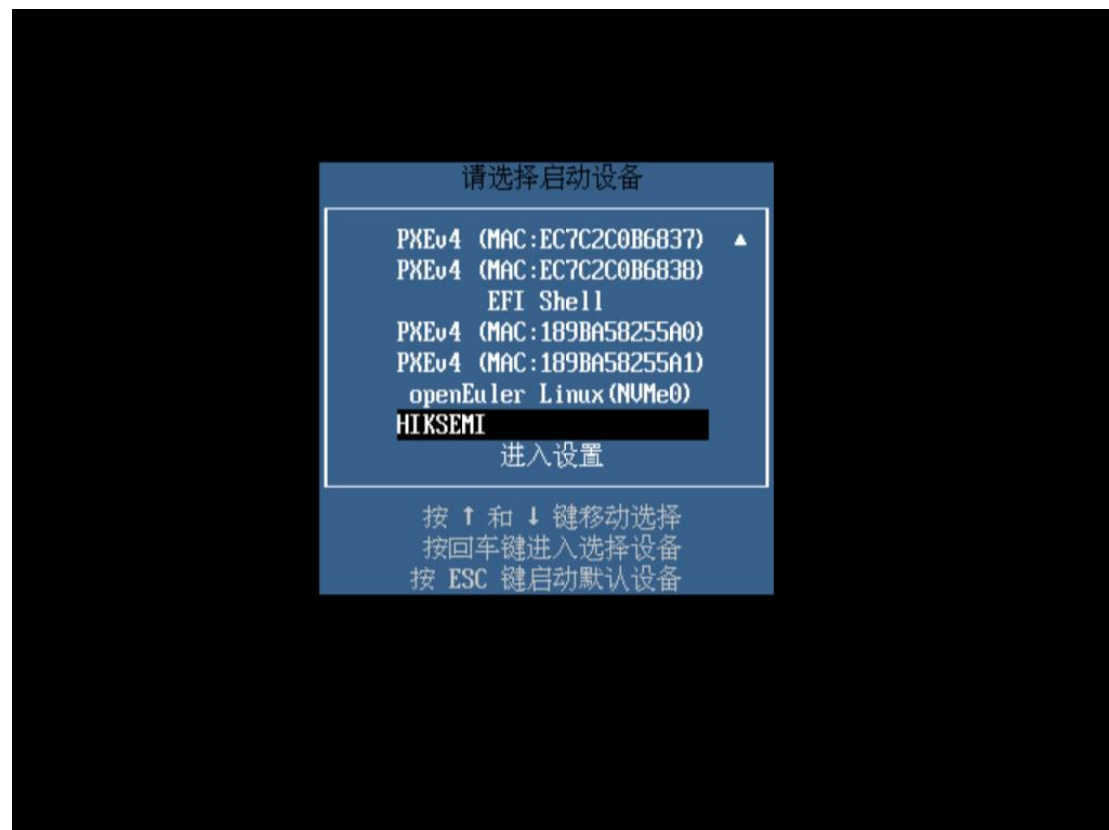 请选择启动设备
PXEv4 (MAC:EC7C2C0B6837) ▲
PXEv4 (MAC:EC7C2C0B6838)
EFI Shell
PXEv4 (MAC:189BA58255A0)
PXEv4 (MAC:189BA58255A1)
openEuler Linux(NVMe0)
HIKSEMI
进入设置
按 ↑ 和 ↓ 键移动选择
按回车键进入选择设备
按 ESC 键启动默认设备